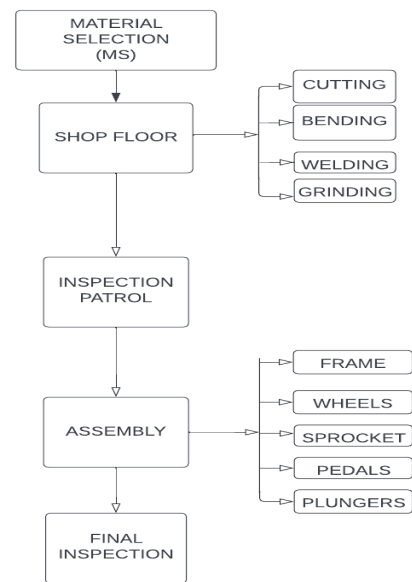 MATERIAL
SELECTION
(MS)
SHOP FLOOR
CUTTING
BENDING
WELDING
GRINDING
INSPECTION
PATROL
ASSEMBLY
FRAME
WHEELS
SPROCKET
PEDALS
PLUNGERS
FINAL
INSPECTION